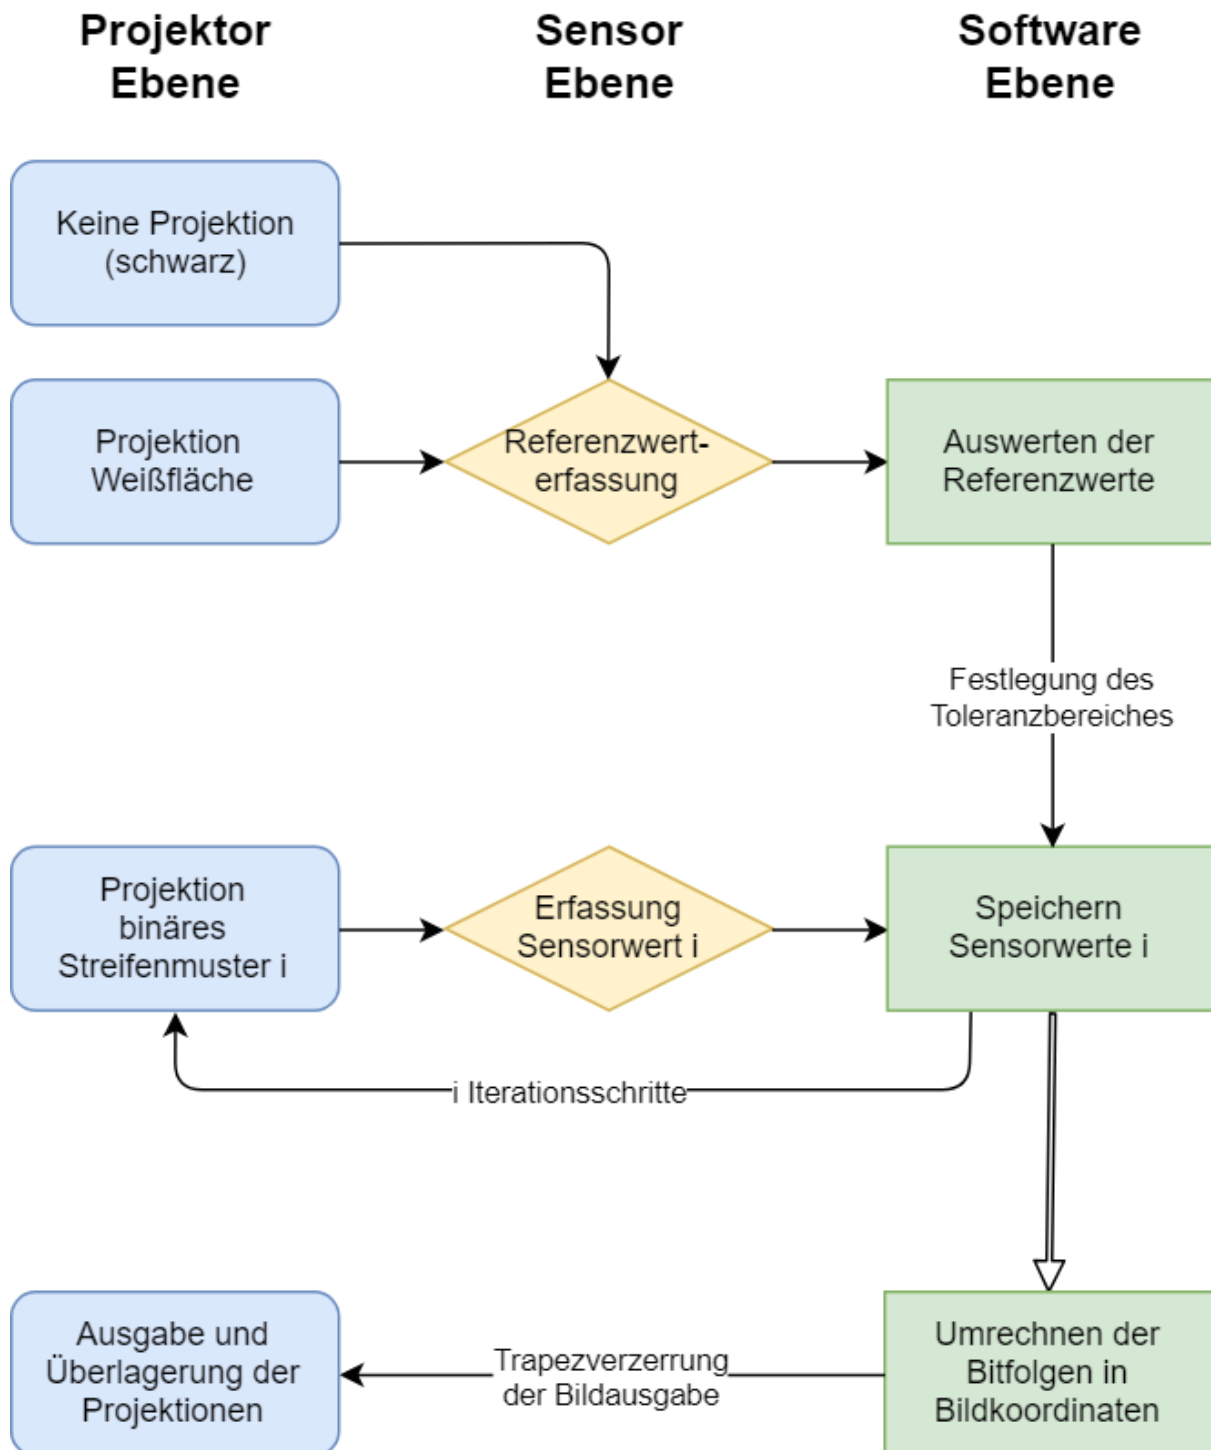 Projektor
Ebene
Sensor
Ebene
Software
Ebene
Keine Projektion
(schwarz)
Projektion
Weißfläche
Referenzwert-
erfassung
Auswerten der
Referenzwerte
Festlegung des
Toleranzbereiches
Projektion
binäres
Streifenmuster i
Erfassung
Sensorwert i
Speichern
Sensorwerte i
i Iterationsschritte
Ausgabe und
Überlagerung der
Projektionen
Trapezverzerrung
der Bildausgabe
Umrechnen der
Bitfolgen in
Bildkoordinaten